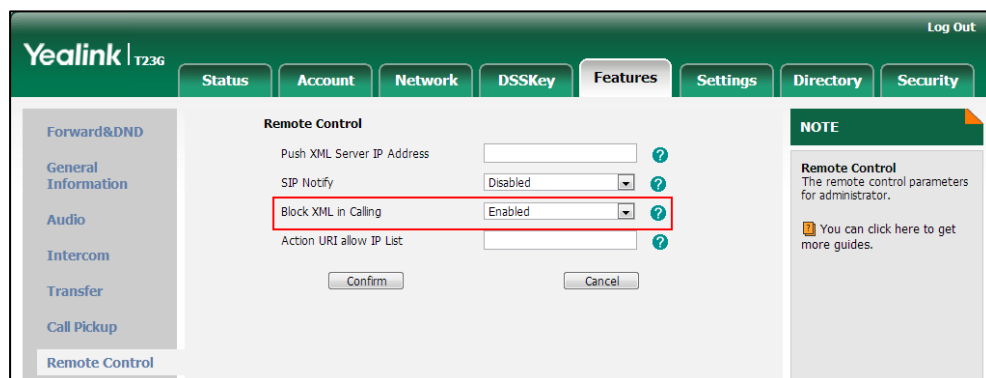 Log Out
Yealink T23G
Status Account Network DSSKey Features Settings Directory Security
Forward&DND
General
Information
Audio
Intercom
Transfer
Call Pickup
Remote Control
Remote Control
Push XML Server IP Address
SIP Notify Disabled
Block XML in Calling Enabled
Action URI allow IP List
Confirm Cancel
NOTE
Remote Control
The remote control parameters
for administrator.
You can click here to get
more guides.